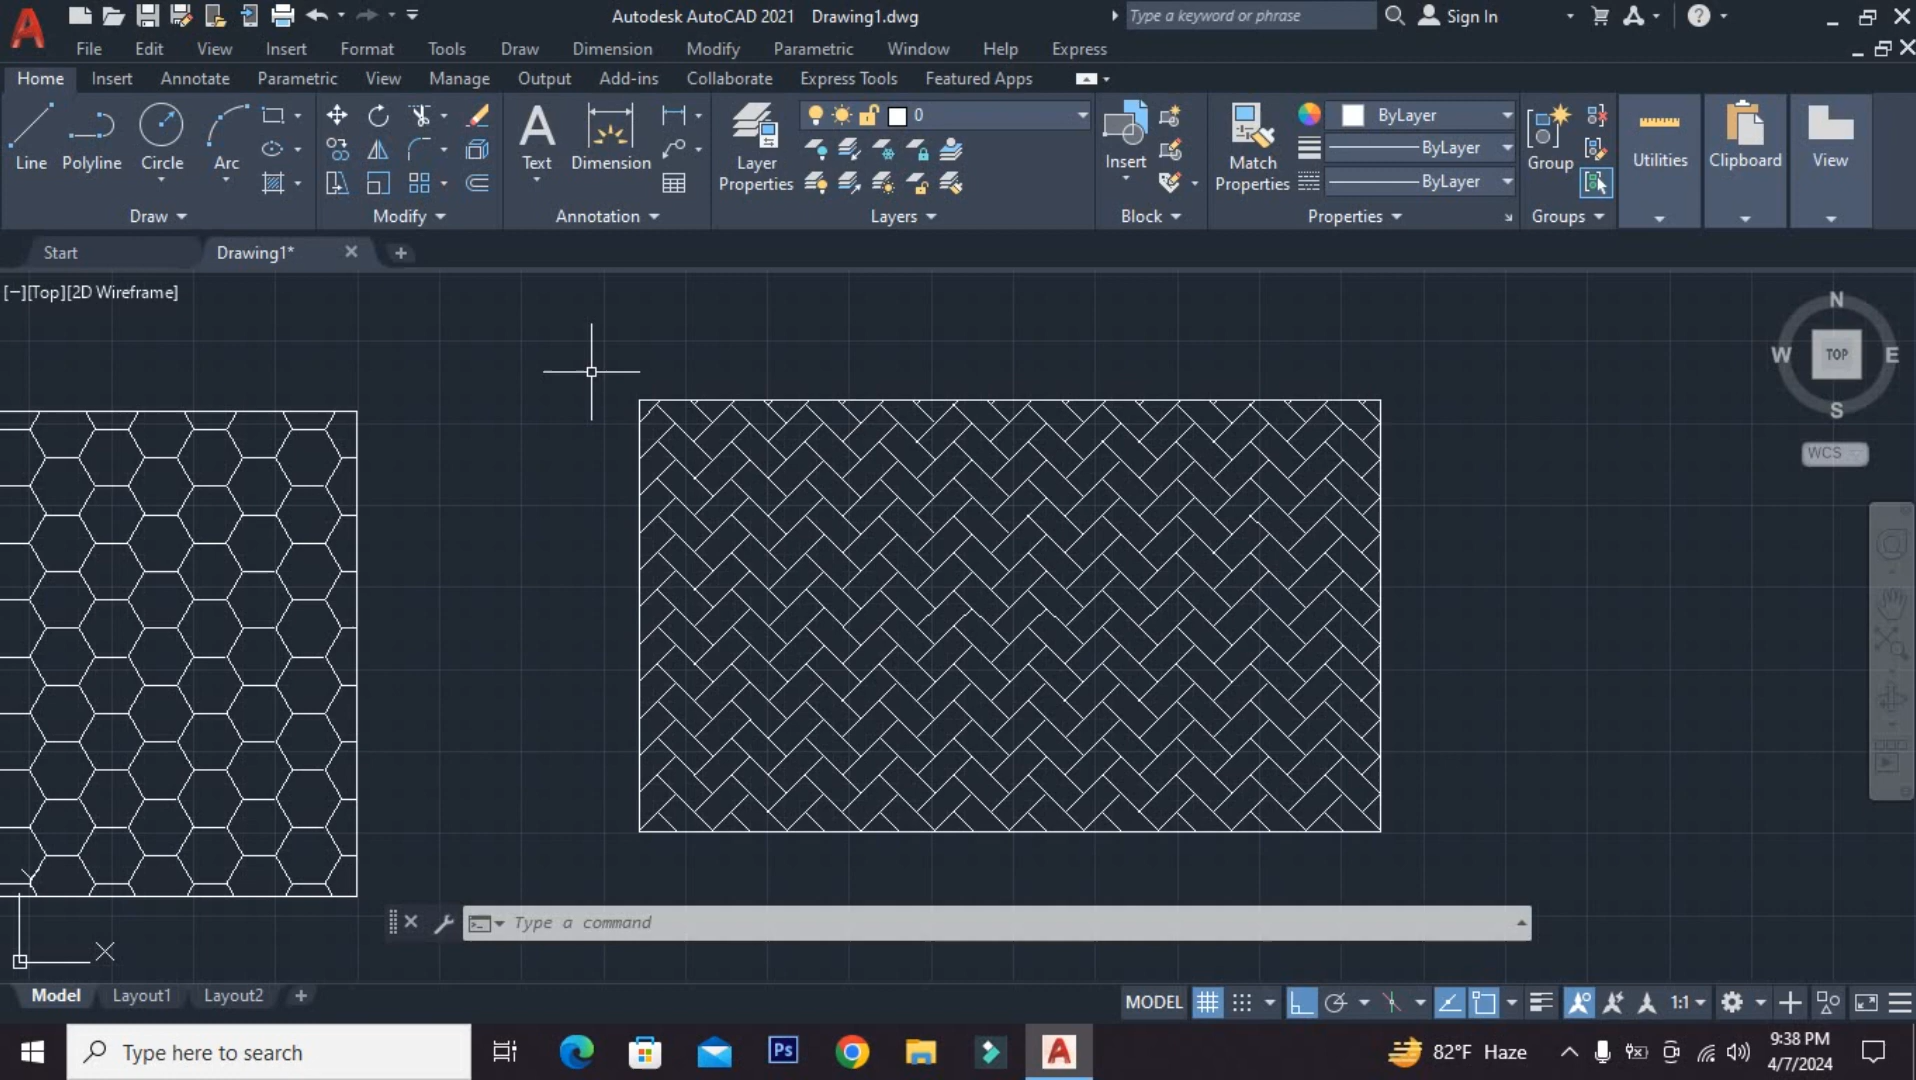 Autodesk AutoCAD 2021 Drawing1.dwg
Type a keyword or phrase
Sign In
File Edit View Insert Format Tools Draw Dimension Modify Parametric Window Help Express
Home Insert Annotate Parametric View Manage Output Add-ins Collaborate Express Tools Featured Apps
0
ByLayer
ByLayer
ByLayer
Line Polyline Circle Arc
Text Dimension
Layer Properties
Insert
Match Properties
Group
Utilities Clipboard View
Draw Modify Annotation Layers Block Properties Groups
Start Drawing1*
[−][Top][2D Wireframe]
N
W TOP E
S
WCS
Y
X
Type a command
Model Layout1 Layout2
MODEL 1:1
Type here to search
Ps
82°F Haze
9:38 PM
4/7/2024